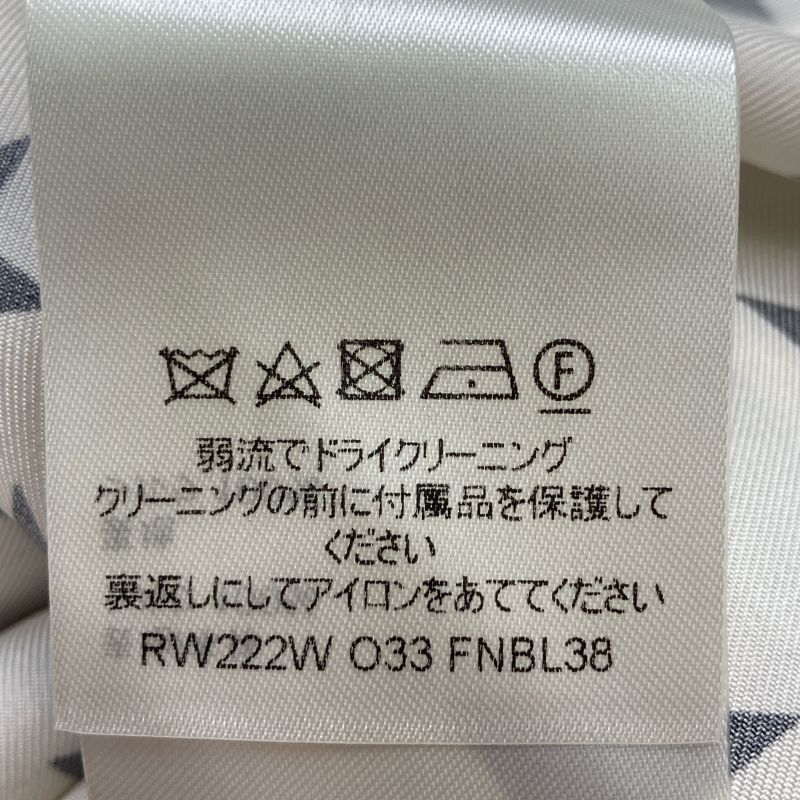 F
弱流でドライクリーニング
クリーニングの前に付属品を保護して
ください
裏返しにしてアイロンをあててください
RW222W O33 FNBL38